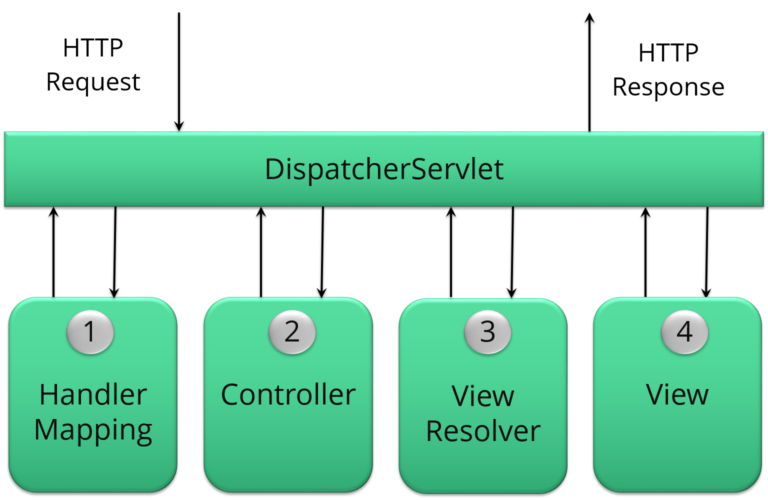 HTTP
Request
HTTP
Response
DispatcherServlet
1
Handler
Mapping
2
Controller
3
View
Resolver
4
View